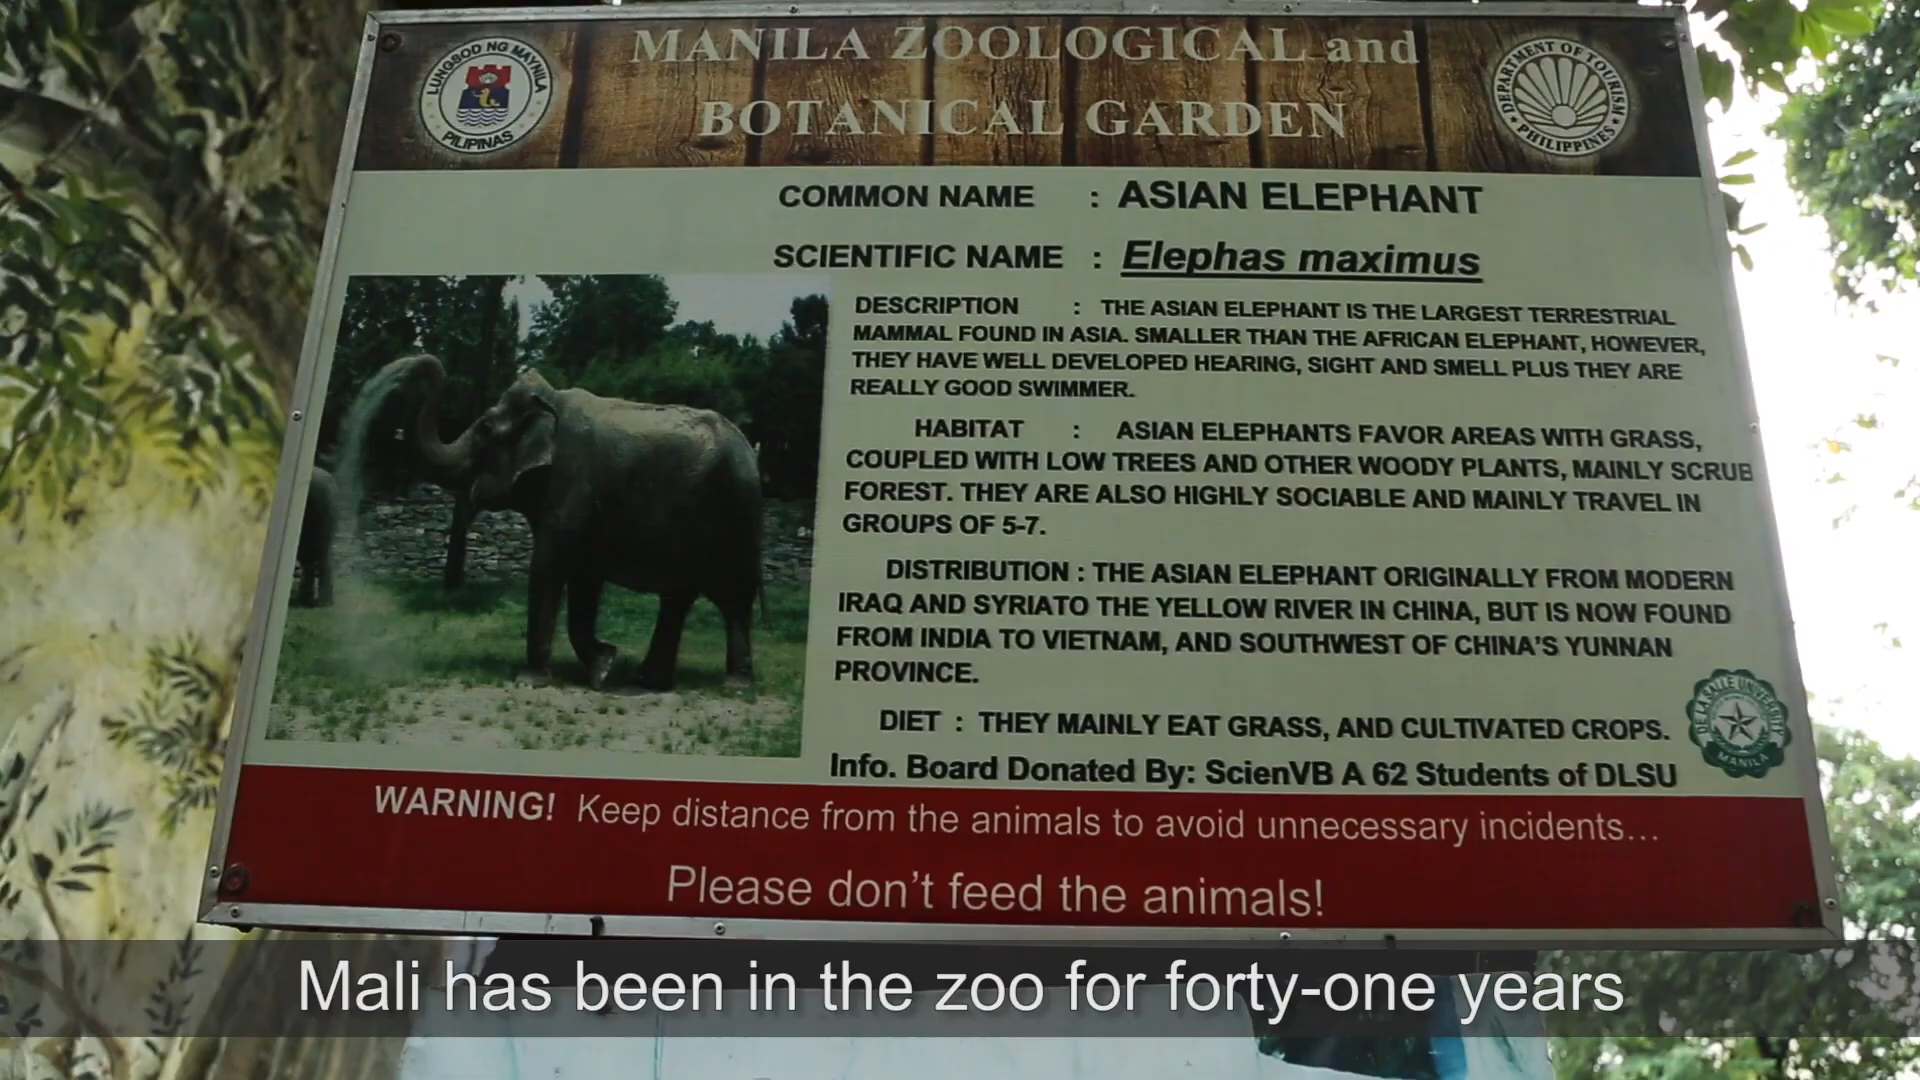 LUNGSOD NG MAYNILA
PILIPINAS
MANILA ZOOLOGICAL and
BOTANICAL GARDEN
DEPARTMENT OF TOURISM
PHILIPPINES
COMMON NAME : ASIAN ELEPHANT
SCIENTIFIC NAME : Elephas maximus
DESCRIPTION : THE ASIAN ELEPHANT IS THE LARGEST TERRESTRIAL
MAMMAL FOUND IN ASIA. SMALLER THAN THE AFRICAN ELEPHANT, HOWEVER,
THEY HAVE WELL DEVELOPED HEARING, SIGHT AND SMELL PLUS THEY ARE
REALLY GOOD SWIMMER.
HABITAT : ASIAN ELEPHANTS FAVOR AREAS WITH GRASS,
COUPLED WITH LOW TREES AND OTHER WOODY PLANTS, MAINLY SCRUB
FOREST. THEY ARE ALSO HIGHLY SOCIABLE AND MAINLY TRAVEL IN
GROUPS OF 5-7.
DISTRIBUTION : THE ASIAN ELEPHANT ORIGINALLY FROM MODERN
IRAQ AND SYRIATO THE YELLOW RIVER IN CHINA, BUT IS NOW FOUND
FROM INDIA TO VIETNAM, AND SOUTHWEST OF CHINA'S YUNNAN
PROVINCE.
DIET : THEY MAINLY EAT GRASS, AND CULTIVATED CROPS.
DE LA SALLE UNIVERSITY
MANILA
Info. Board Donated By: ScienVB A 62 Students of DLSU
WARNING! Keep distance from the animals to avoid unnecessary incidents...
Please don't feed the animals!
Mali has been in the zoo for forty-one years